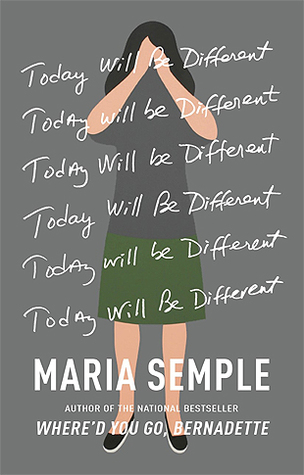 Today Will Be Different
Today Will be Different
Today Will be Different
Today Will Be Different
Today will be Different
Today Will Be Different
MARIA SEMPLE
AUTHOR OF THE NATIONAL BESTSELLER
WHERE'D YOU GO, BERNADETTE